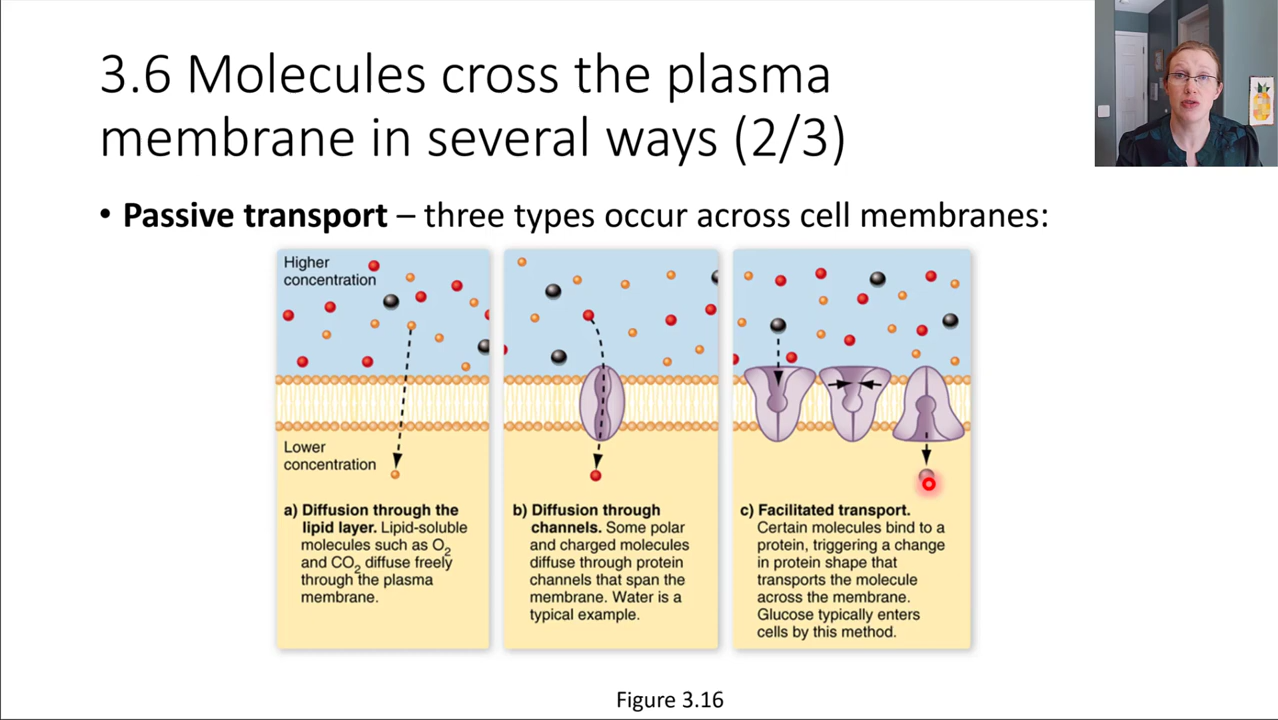 3.6 Molecules cross the plasma
membrane in several ways (2/3)
• Passive transport – three types occur across cell membranes:
Higher
concentration
Lower
concentration
a) Diffusion through the
lipid layer. Lipid-soluble
molecules such as O2
and CO2 diffuse freely
through the plasma
membrane.
b) Diffusion through
channels. Some polar
and charged molecules
diffuse through protein
channels that span the
membrane. Water is a
typical example.
c) Facilitated transport.
Certain molecules bind to a
protein, triggering a change
in protein shape that
transports the molecule
across the membrane.
Glucose typically enters
cells by this method.
Figure 3.16